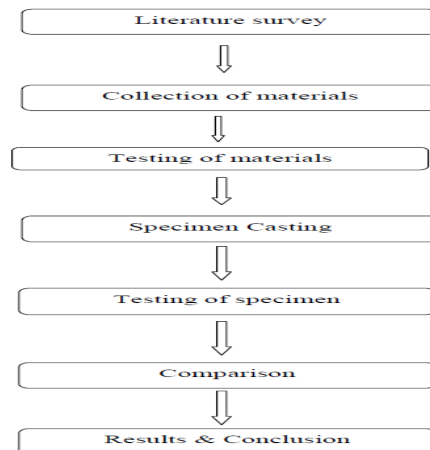 Literature survey
Collection of materials
Testing of materials
Specimen Casting
Testing of specimen
Comparison
Results & Conclusion